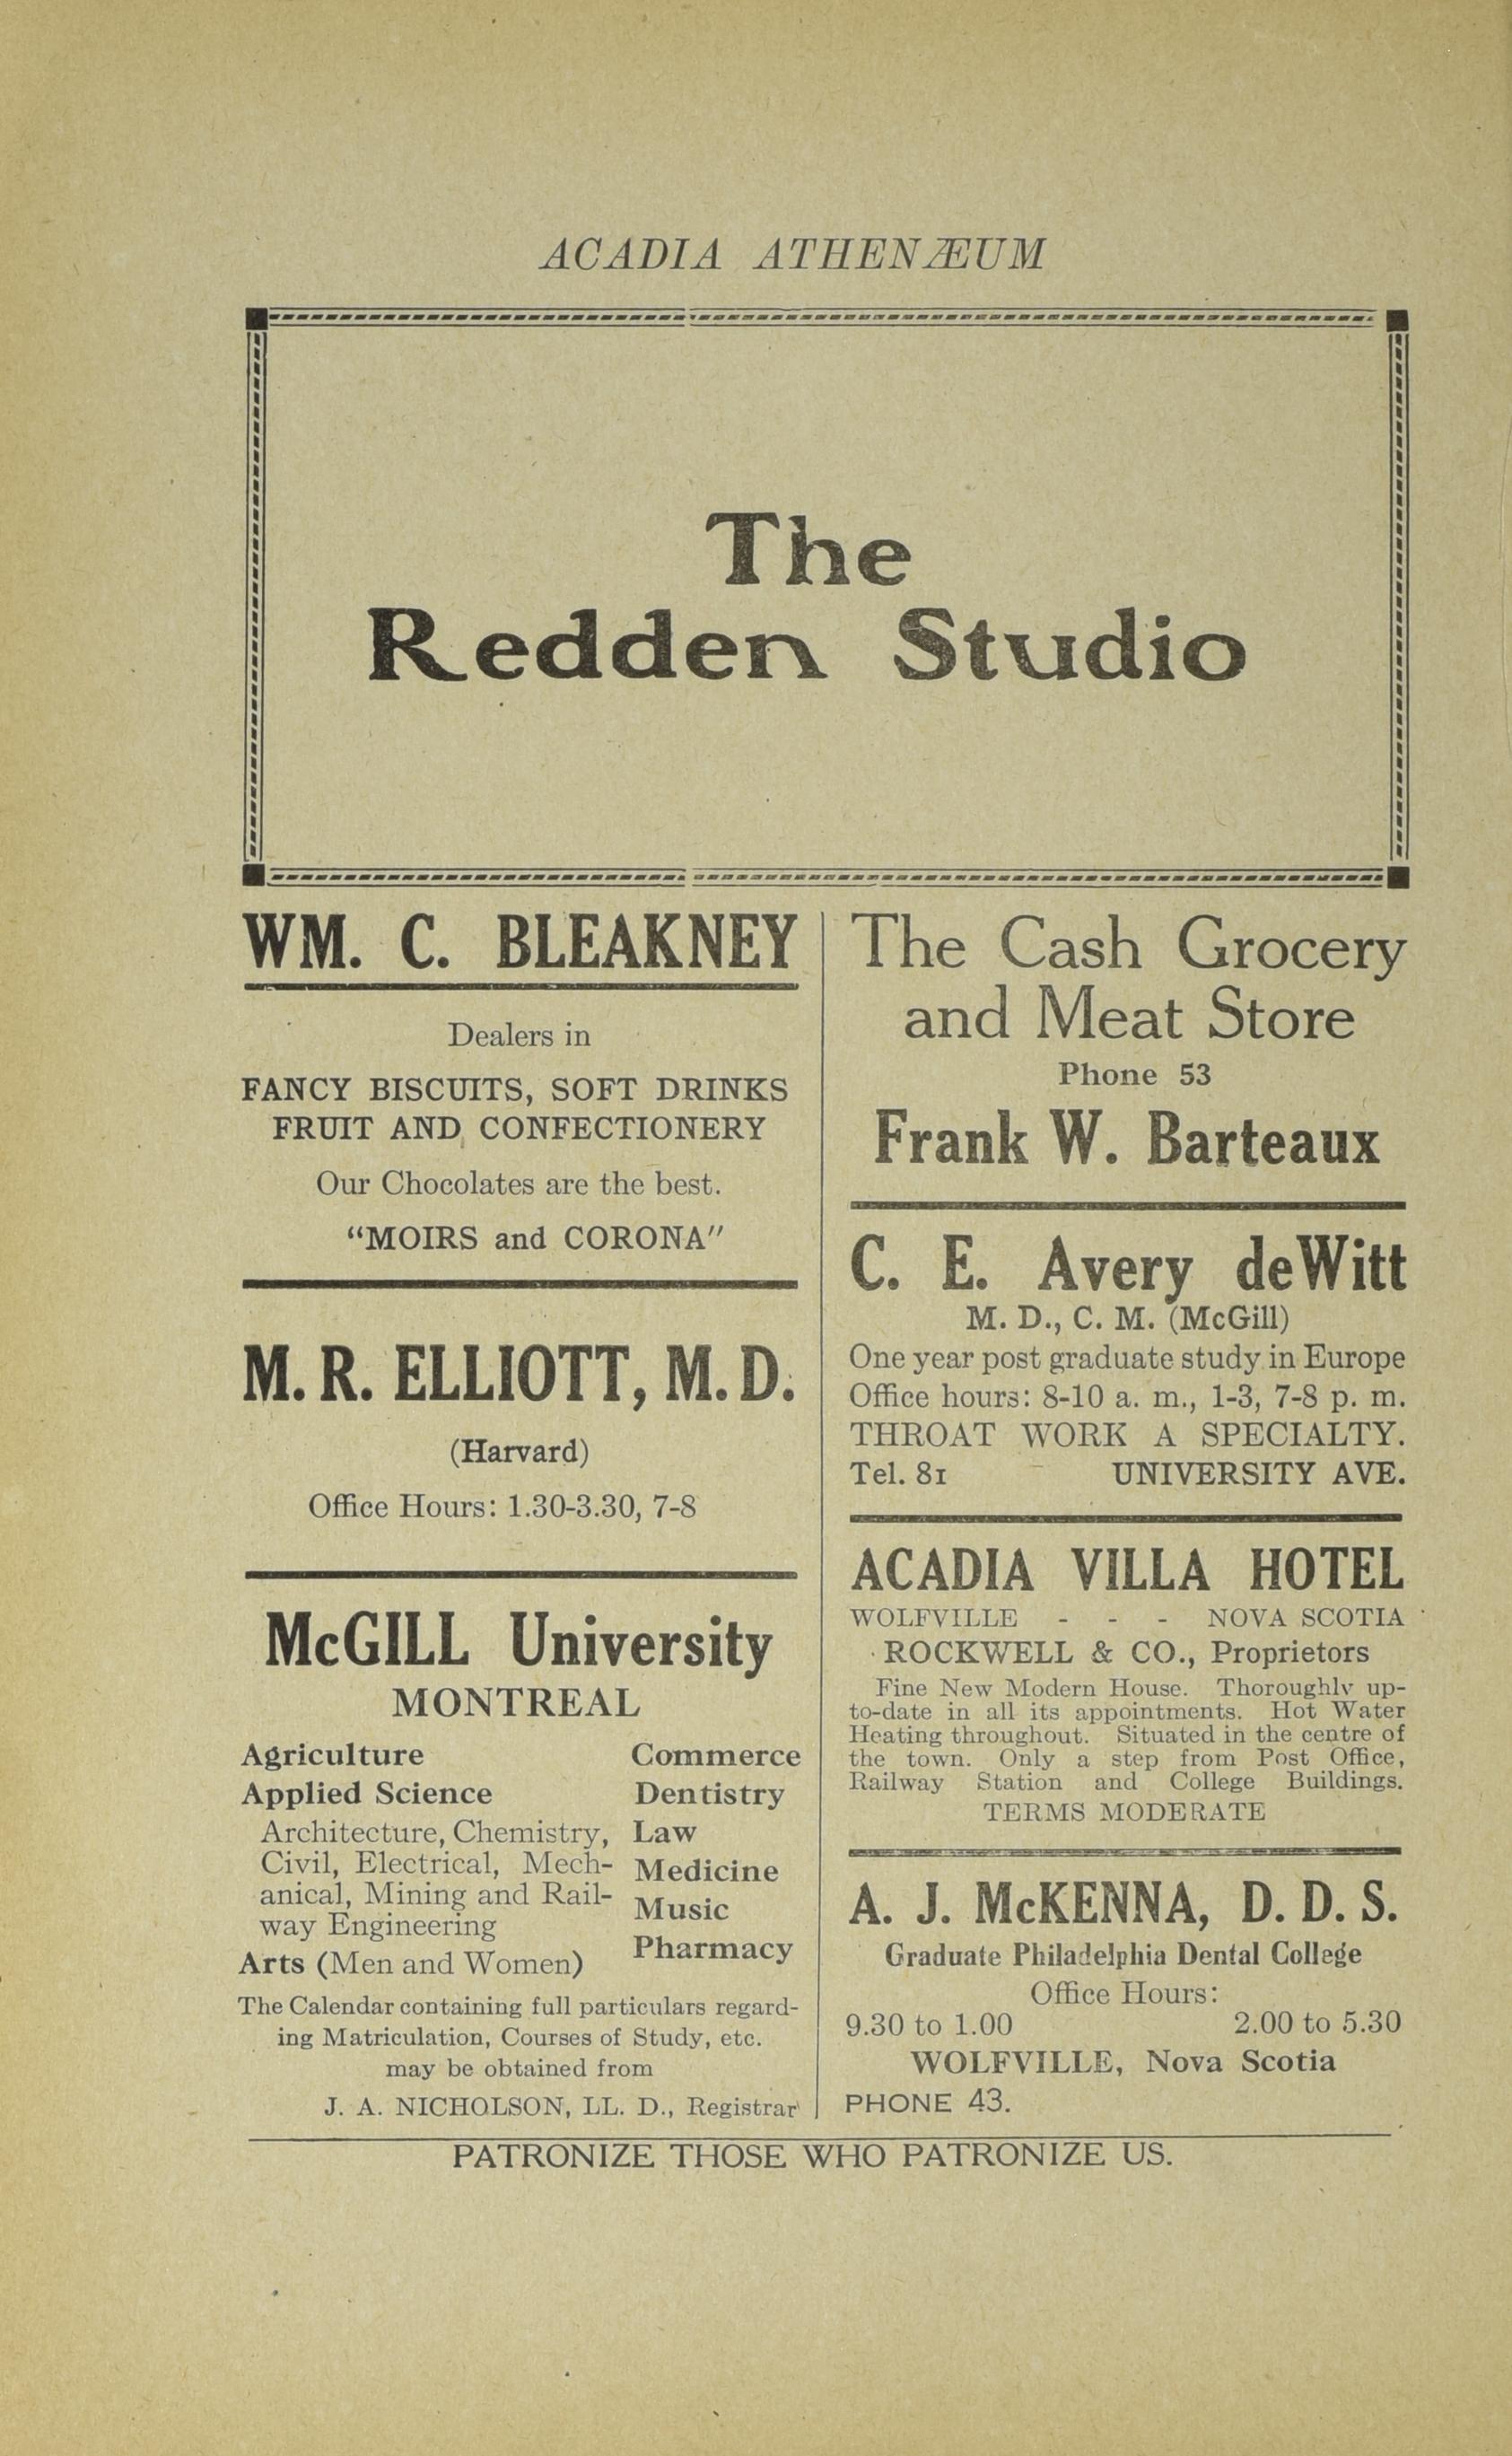 ACADIA ATHENÆUM
The
Redden Studio
WM. C. BLEAKNEY
Dealers in
FANCY BISCUITS, SOFT DRINKS
FRUIT AND CONFECTIONERY
Our Chocolates are the best.
“MOIRS and CORONA”
M. R. ELLIOTT, M. D.
(Harvard)
Office Hours: 1.30-3.30, 7-8
McGILL University
MONTREAL
Agriculture
Applied Science
Architecture, Chemistry,
Civil, Electrical, Mech-
anical, Mining and Rail-
way Engineering
Arts (Men and Women)
Commerce
Dentistry
Law
Medicine
Music
Pharmacy
The Calendar containing full particulars regard-
ing Matriculation, Courses of Study, etc.
may be obtained from
J. A. NICHOLSON, LL. D., Registrar
The Cash Grocery
and Meat Store
Phone 53
Frank W. Barteaux
C. E. Avery deWitt
M. D., C. M. (McGill)
One year post graduate study in Europe
Office hours: 8-10 a. m., 1-3, 7-8 p. m.
THROAT WORK A SPECIALTY.
Tel. 81 UNIVERSITY AVE.
ACADIA VILLA HOTEL
WOLFVILLE - - - NOVA SCOTIA
ROCKWELL & CO., Proprietors
Fine New Modern House. Thoroughly up-
to-date in all its appointments. Hot Water
Heating throughout. Situated in the centre of
the town. Only a step from Post Office,
Railway Station and College Buildings.
TERMS MODERATE
A. J. McKENNA, D. D. S.
Graduate Philadelphia Dental College
Office Hours:
9.30 to 1.00 2.00 to 5.30
WOLFVILLE, Nova Scotia
PHONE 43.
PATRONIZE THOSE WHO PATRONIZE US.